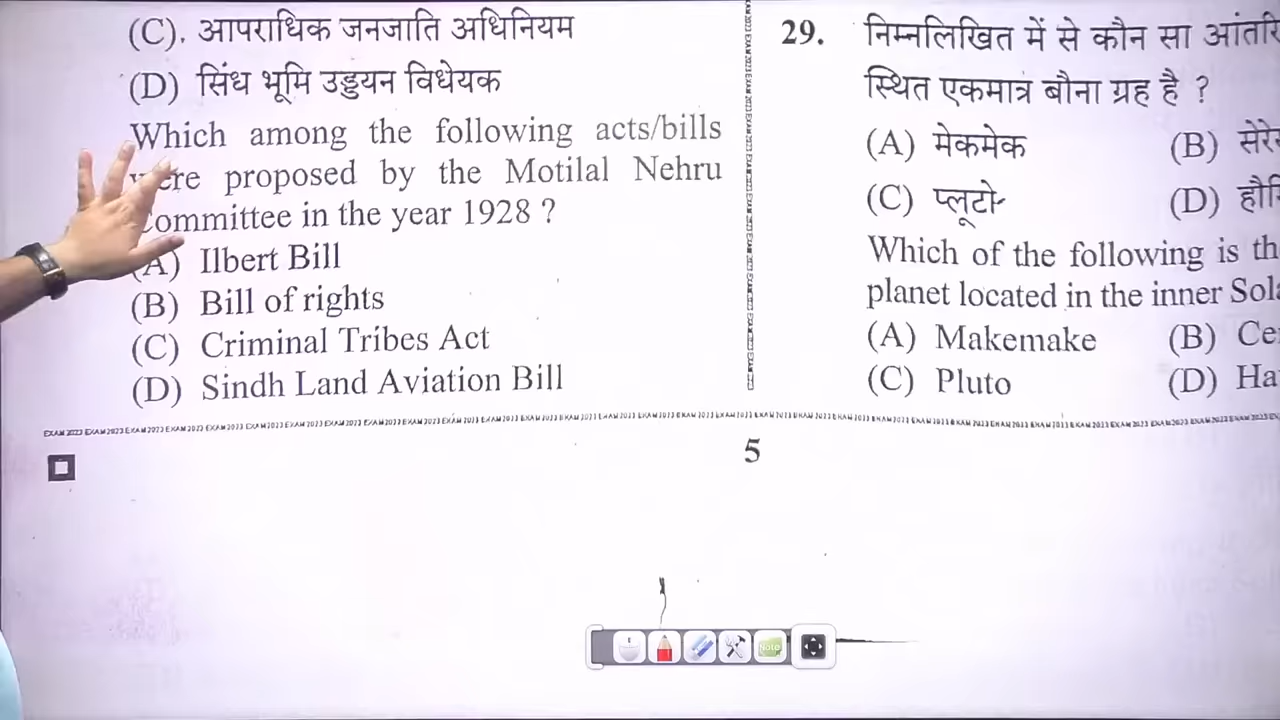 (C). आपराधिक जनजाति अधिनियम
(D) सिंध भूमि उड्डयन विधेयक
Which among the following acts/bills
were proposed by the Motilal Nehru
Committee in the year 1928 ?
(A) Ilbert Bill
(B) Bill of rights
(C) Criminal Tribes Act
(D) Sindh Land Aviation Bill
29. निम्नलिखित में से कौन सा
स्थित एकमात्र बौना ग्रह है ?
(A) मेकमेक (B)
(C) प्लूटो (D)
Which of the following is
planet located in the inner
(A) Makemake (B)
(C) Pluto (D)
5
Note